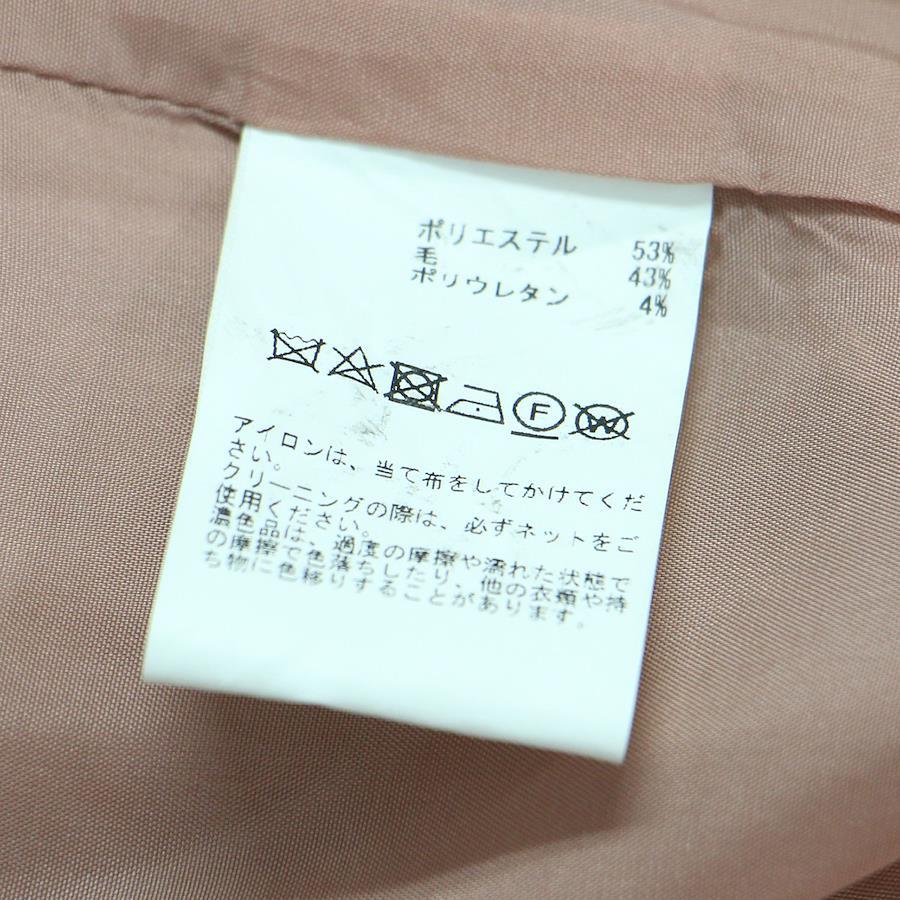 ポリエステル 53%
毛 43%
ポリウレタン 4%
F
W
アイロンは、当て布をしてかけてくだ
さい。
クリーニングの際は、必ずネットをご
使用ください。
濃色品は、過度の摩擦や濡れた状態で
の摩擦で色落ちしたり、他の衣類や持
ち物に色移りすることがあります。